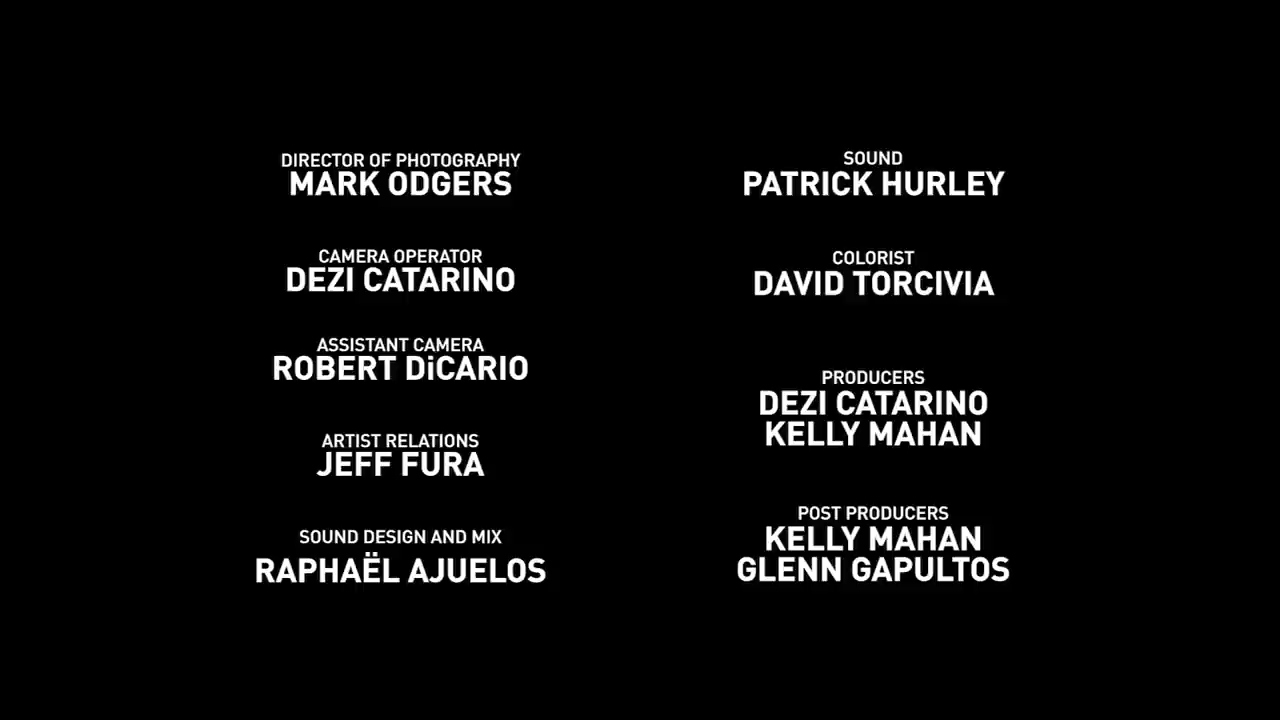 DIRECTOR OF PHOTOGRAPHY
MARK ODGERS
CAMERA OPERATOR
DEZI CATARINO
ASSISTANT CAMERA
ROBERT DiCARIO
ARTIST RELATIONS
JEFF FURA
SOUND DESIGN AND MIX
RAPHAËL AJUELOS
SOUND
PATRICK HURLEY
COLORIST
DAVID TORCIVIA
PRODUCERS
DEZI CATARINO
KELLY MAHAN
POST PRODUCERS
KELLY MAHAN
GLENN GAPULTOS